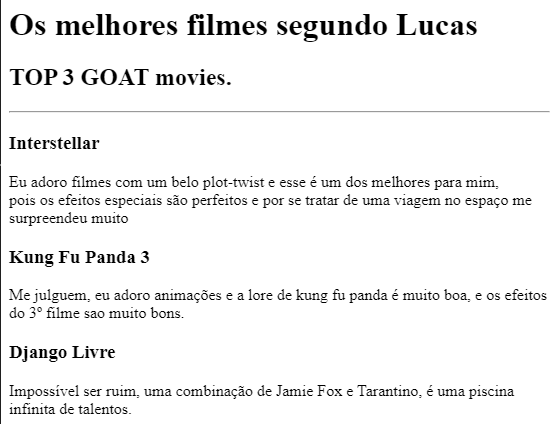 Os melhores filmes segundo Lucas
TOP 3 GOAT movies.
Interstellar
Eu adoro filmes com um belo plot-twist e esse é um dos melhores para mim,
pois os efeitos especiais são perfeitos e por se tratar de uma viagem no espaço me
surpreendeu muito
Kung Fu Panda 3
Me julguem, eu adoro animações e a lore de kung fu panda é muito boa, e os efeitos
do 3º filme sao muito bons.
Django Livre
Impossível ser ruim, uma combinação de Jamie Fox e Tarantino, é uma piscina
infinita de talentos.